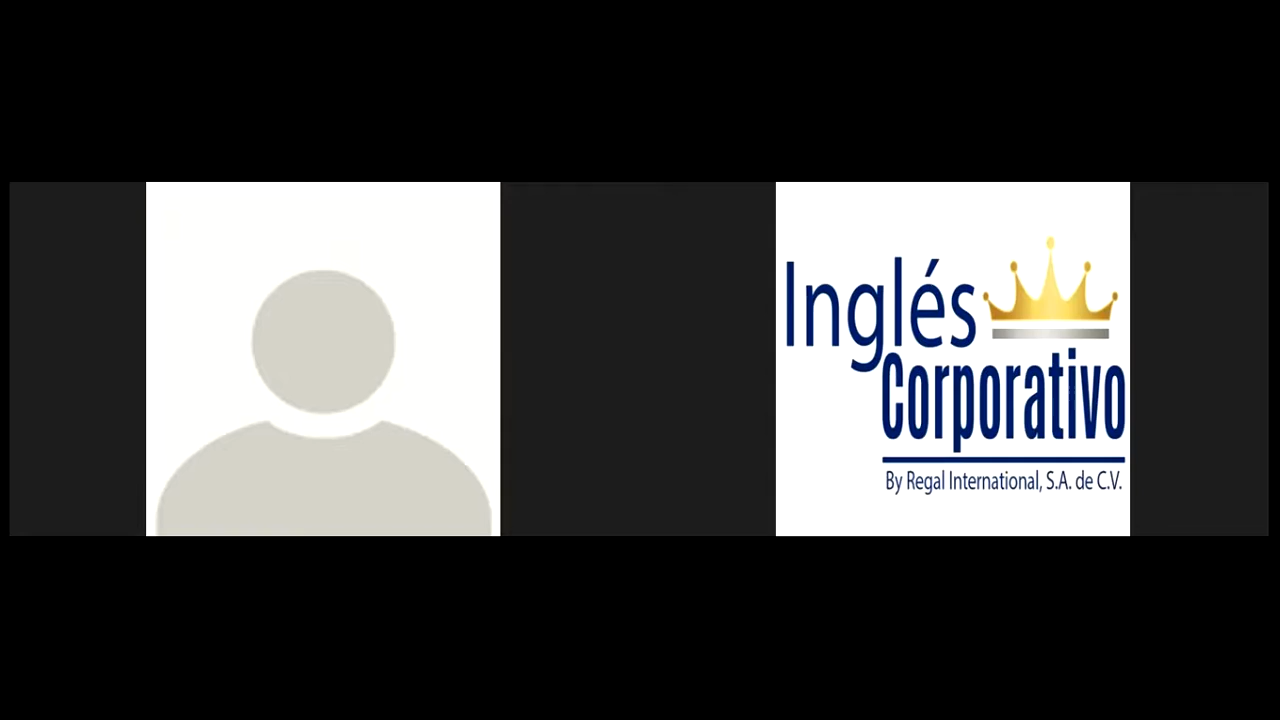 Inglés
Corporativo
By Regal International, S.A. de C.V.